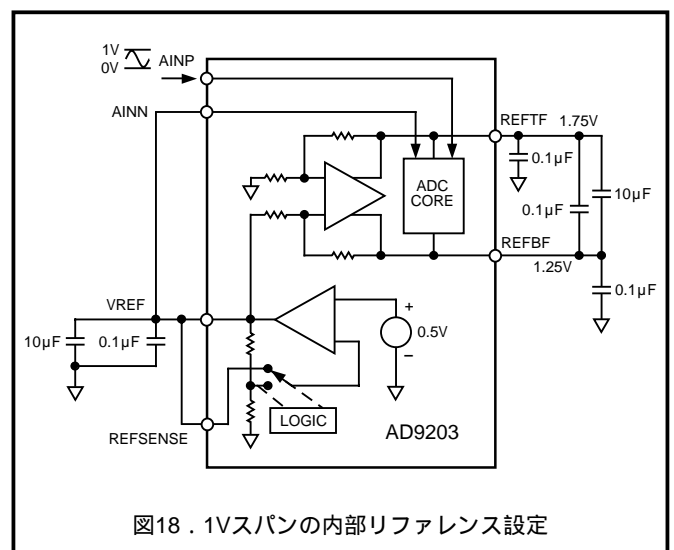 1V
0V
AINP
AINN
REFTF
1.75V
0.1μF
ADC
CORE
0.1μF
10μF
REFBF
1.25V
0.1μF
VREF
10μF
0.1μF
+
0.5V
–
LOGIC
AD9203
REFSENSE
図18．1Vスパンの内部リファレンス設定